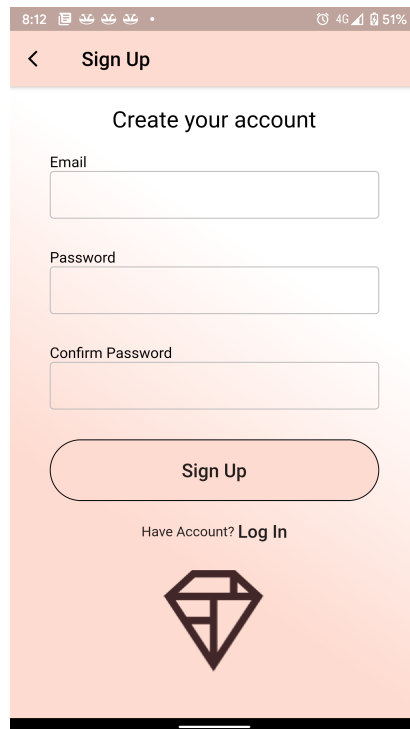 8:12 4G 51%
Sign Up
Create your account
Email
Password
Confirm Password
Sign Up
Have Account? Log In